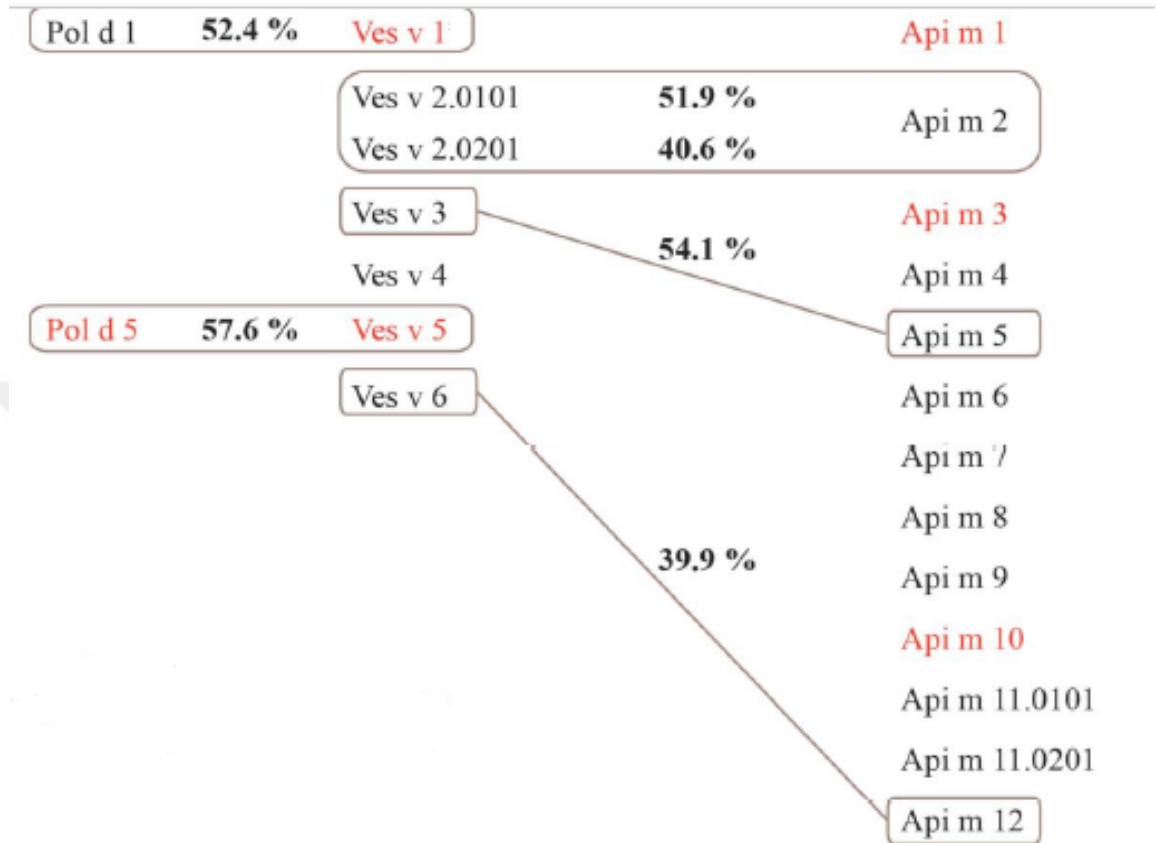 Pol d 1 52.4 % Ves v 1 Api m 1
Ves v 2.0101 51.9 %
Api m 2
Ves v 2.0201 40.6 %
Ves v 3 Api m 3
54.1 %
Ves v 4 Api m 4
Pol d 5 57.6 % Ves v 5 Api m 5
Ves v 6 Api m 6
Api m 7
Api m 8
39.9 %
Api m 9
Api m 10
Api m 11.0101
Api m 11.0201
Api m 12